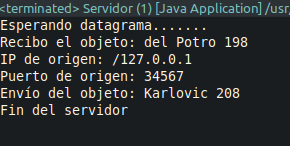 <terminated> Servidor (1) [Java Application] /usr
Esperando datagrama.......
Recibo el objeto: del Potro 198
IP de origen: /127.0.0.1
Puerto de origen: 34567
Envío del objeto: Karlovic 208
Fin del servidor